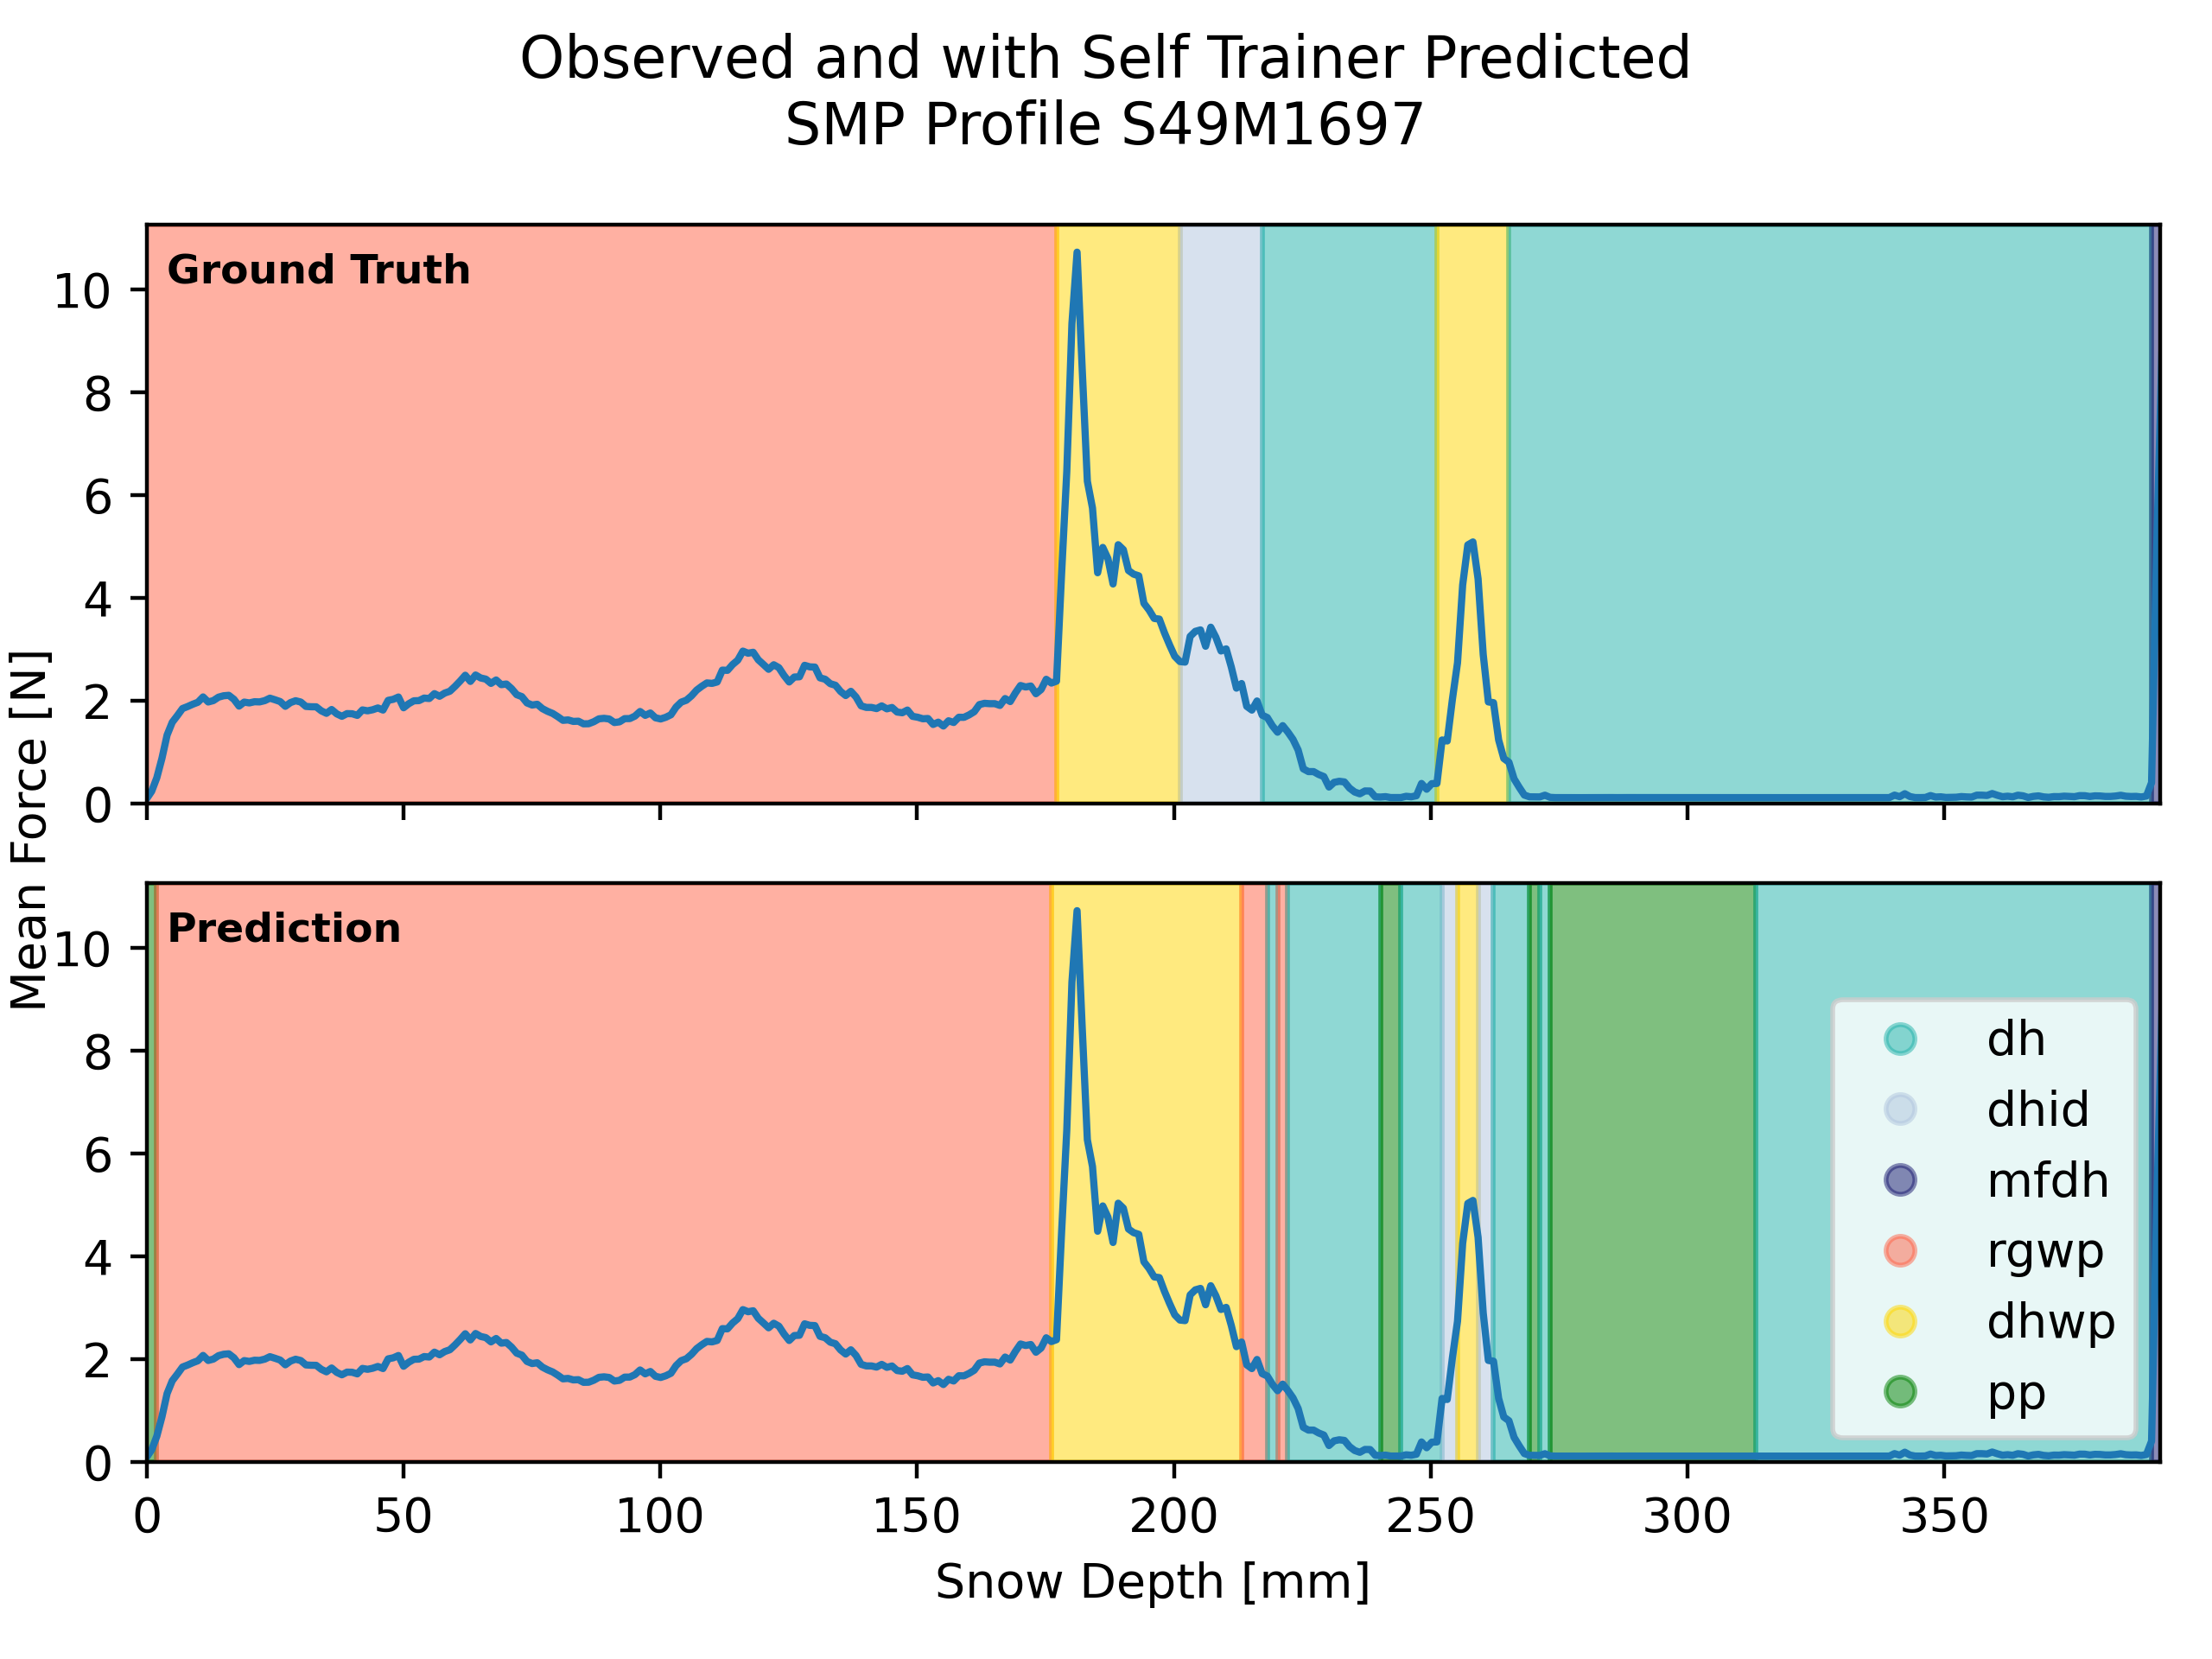 Observed and with Self Trainer Predicted
SMP Profile S49M1697
Mean Force [N]
Ground Truth
10
8
6
4
2
0
Prediction
10
8
6
4
2
0
dh
dhid
mfdh
rgwp
dhwp
pp
0 50 100 150 200 250 300 350
Snow Depth [mm]